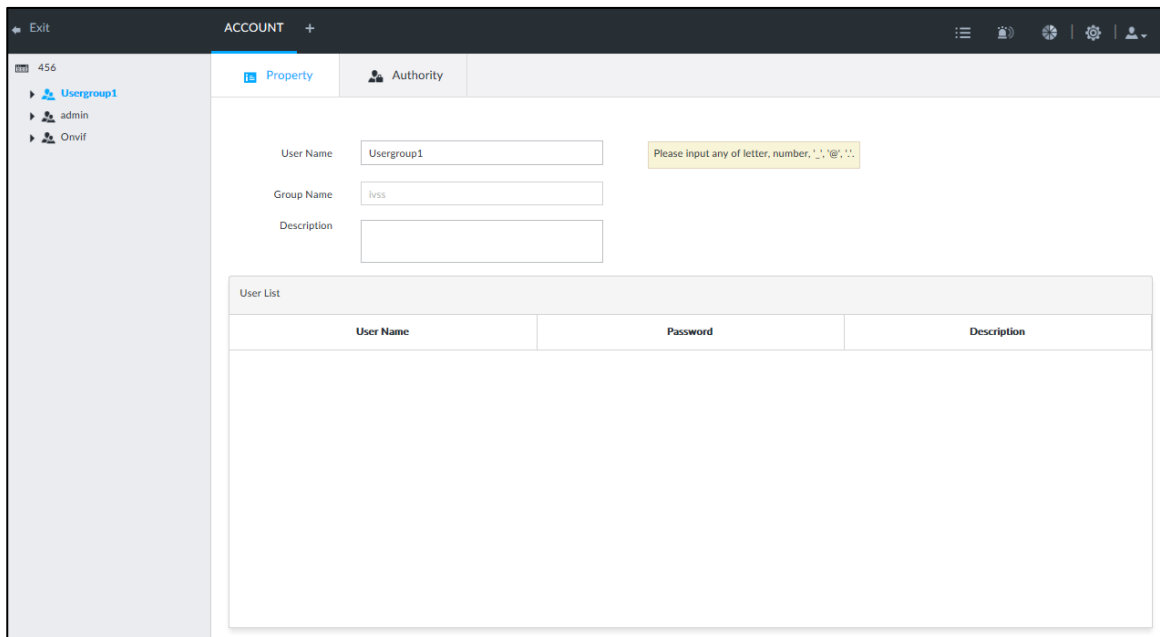 Exit
ACCOUNT +
456
Usergroup1
admin
Onvif
Property
Authority
User Name
Usergroup1
Please input any of letter, number, '_', '@', '.'.
Group Name
lvss
Description
User List
User Name
Password
Description